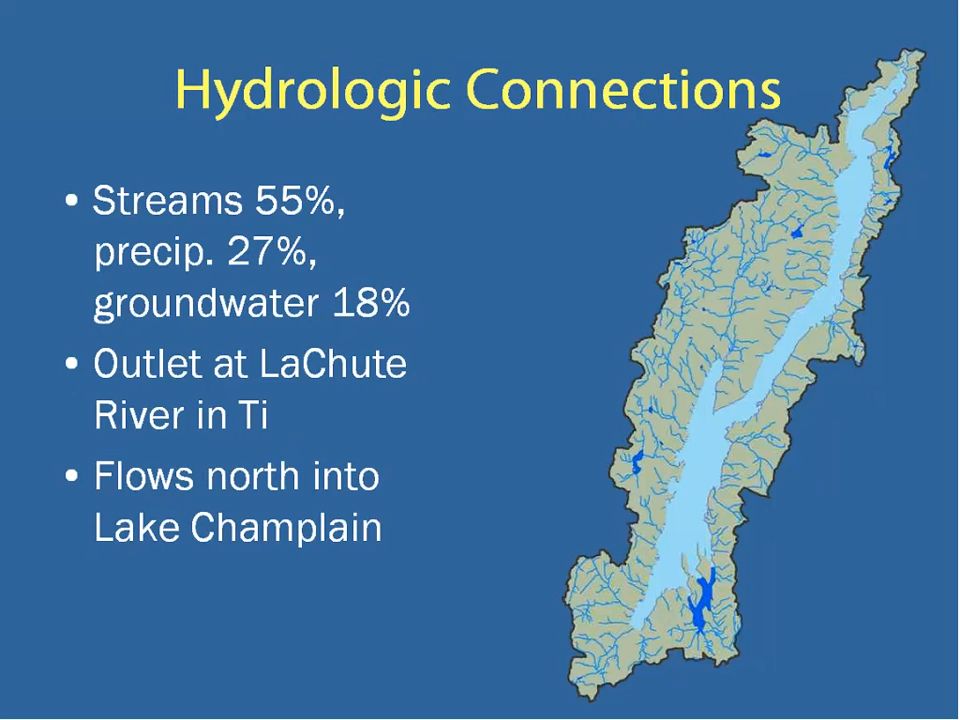 Hydrologic Connections
• Streams 55%,
precip. 27%,
groundwater 18%
• Outlet at LaChute
River in Ti
• Flows north into
Lake Champlain